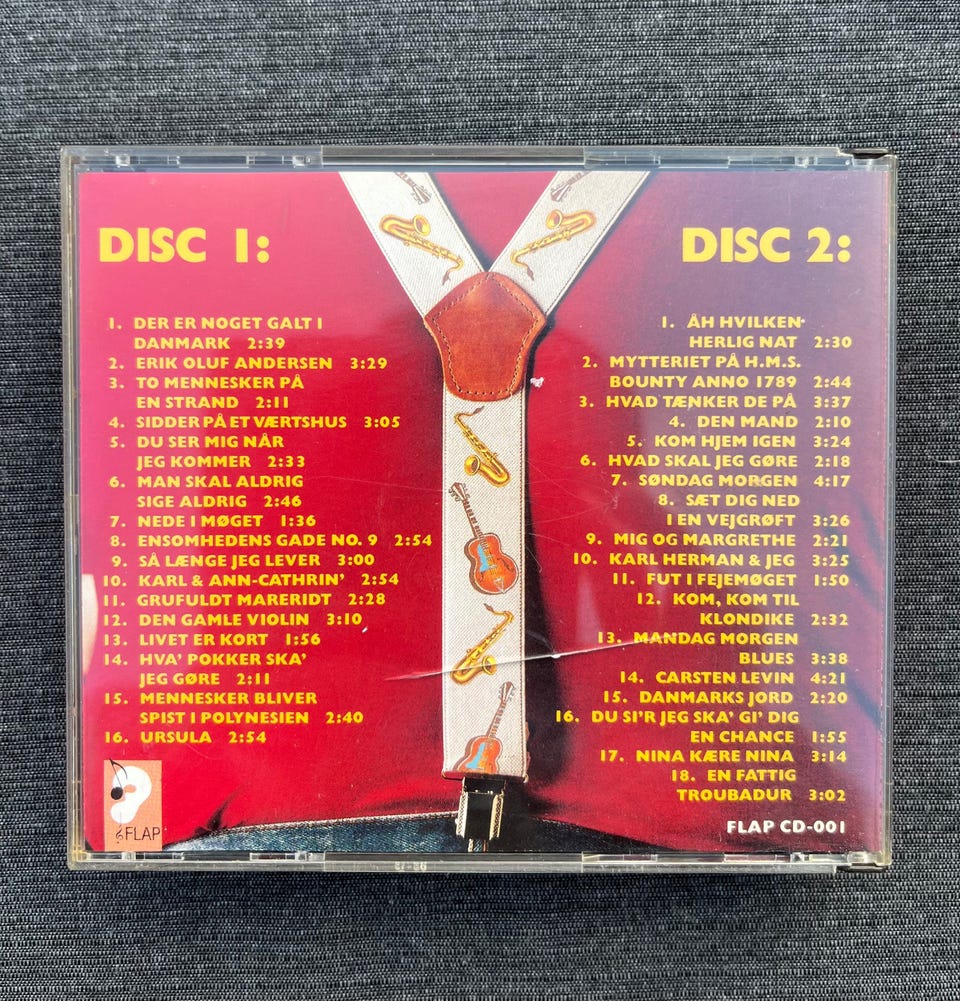 DISC 1:
1. DER ER NOGET GALT I
DANMARK 2:39
2. ERIK OLUF ANDERSEN 3:29
3. TO MENNESKER PÅ
EN STRAND 2:11
4. SIDDER PÅ ET VÆRTSHUS 3:05
5. DU SER MIG NÅR
JEG KOMMER 2:33
6. MAN SKAL ALDRIG
SIGE ALDRIG 2:46
7. NEDE I MØGET 1:36
8. ENSOMHEDENS GADE NO. 9 2:54
9. SÅ LÆNGE JEG LEVER 3:00
10. KARL & ANN-CATHRIN' 2:54
11. GRUFULDT MARERIDT 2:28
12. DEN GAMLE VIOLIN 3:10
13. LIVET ER KORT 1:56
14. HVA' POKKER SKA'
JEG GØRE 2:11
15. MENNESKER BLIVER
SPIST I POLYNESIEN 2:40
16. URSULA 2:54
FLAP
DISC 2:
1. ÅH HVILKEN
HERLIG NAT 2:30
2. MYTTERIET PÅ H.M.S.
BOUNTY ANNO 1789 2:44
3. HVAD TÆNKER DE PÅ 3:37
4. DEN MAND 2:10
5. KOM HJEM IGEN 3:24
6. HVAD SKAL JEG GØRE 2:18
7. SØNDAG MORGEN 4:17
8. SÆT DIG NED
I EN VEJGRØFT 3:26
9. MIG OG MARGRETHE 2:21
10. KARL HERMAN & JEG 3:25
11. FUT I FEJEMØGET 1:50
12. KOM, KOM TIL
KLONDIKE 2:32
13. MANDAG MORGEN
BLUES 3:38
14. CARSTEN LEVIN 4:21
15. DANMARKS JORD 2:20
16. DU SI'R JEG SKA' GI' DIG
EN CHANCE 1:55
17. NINA KÆRE NINA 3:14
18. EN FATTIG
TROUBADUR 3:02
FLAP CD-001